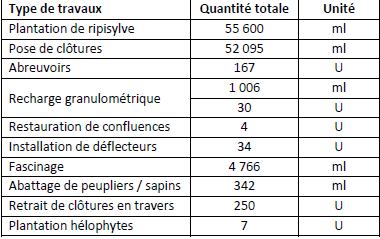 Type de travaux Quantité totale Unité
Plantation de ripisylve 55 600 ml
Pose de clôtures 52 095 ml
Abreuvoirs 167 U
Recharge granulométrique 1 006 ml
30 U
Restauration de confluences 4 U
Installation de déflecteurs 34 U
Fascinage 4 766 ml
Abattage de peupliers / sapins 342 ml
Retrait de clôtures en travers 250 U
Plantation hélophytes 7 U